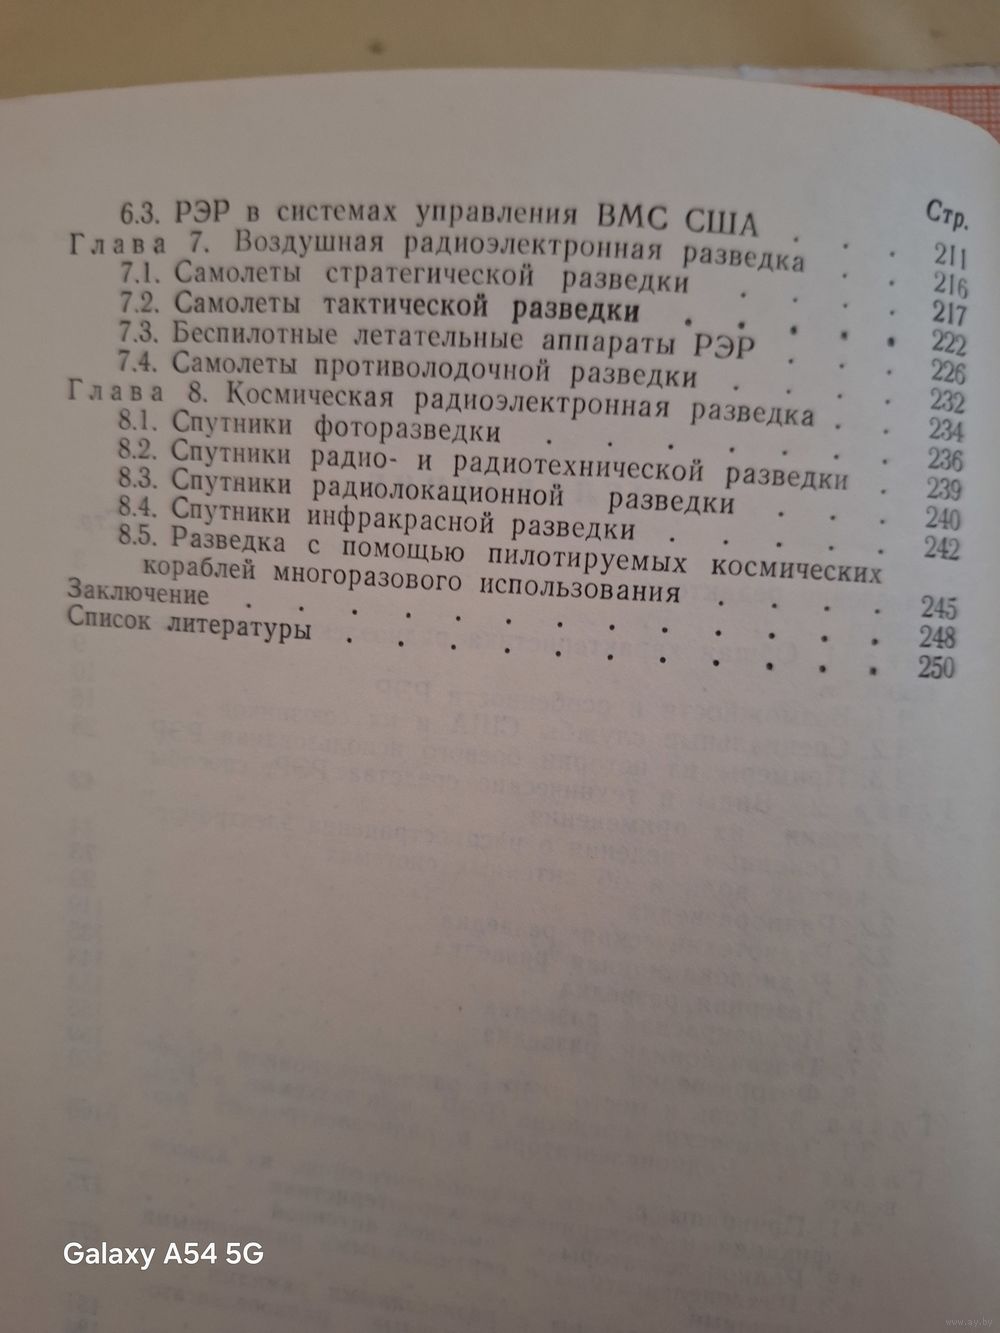 Стр.
6.3. РЭР в системах управления ВМС США . . . 211
Глава 7. Воздушная радиоэлектронная разведка . . 216
7.1. Самолеты стратегической разведки . . . . 217
7.2. Самолеты тактической разведки . . . . . 222
7.3. Беспилотные летательные аппараты РЭР . . . 226
7.4. Самолеты противолодочной разведки . . . . 232
Глава 8. Космическая радиоэлектронная разведка . . 234
8.1. Спутники фоторазведки . . . . . . 236
8.2. Спутники радио- и радиотехнической разведки . 239
8.3. Спутники радиолокационной разведки . . . 240
8.4. Спутники инфракрасной разведки . . . . . 242
8.5. Разведка с помощью пилотируемых космических
кораблей многоразового использования . . . . 245
Заключение . . . . . . . . . . . . . 248
Список литературы . . . . . . . . . . . 250
Galaxy A54 5G
www.ay.by